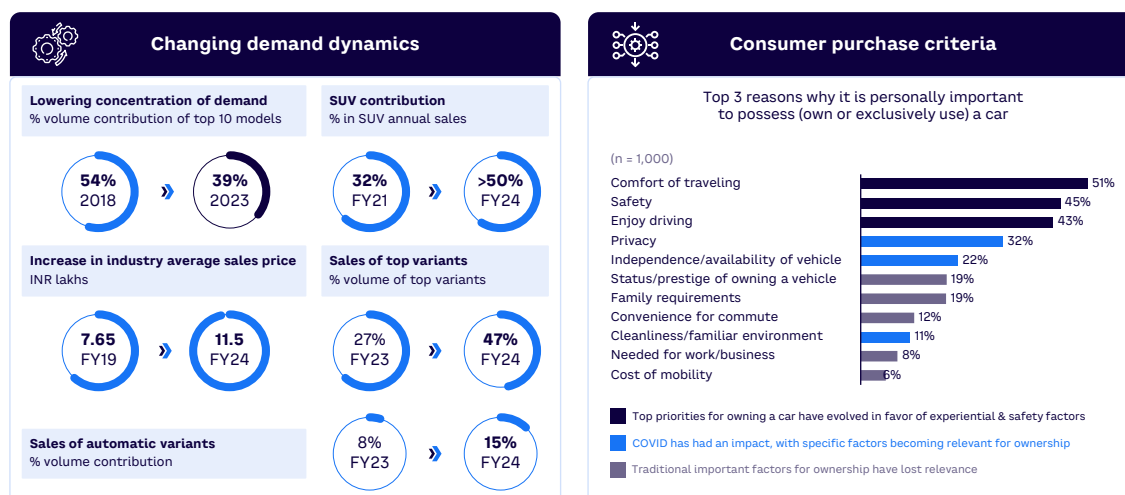 Changing demand dynamics
Lowering concentration of demand
% volume contribution of top 10 models
54%
2018
39%
2023
SUV contribution
% in SUV annual sales
32%
FY21
>50%
FY24
Increase in industry average sales price
INR lakhs
7.65
FY19
11.5
FY24
Sales of top variants
% volume of top variants
27%
FY23
47%
FY24
Sales of automatic variants
% volume contribution
8%
FY23
15%
FY24
Consumer purchase criteria
Top 3 reasons why it is personally important
to possess (own or exclusively use) a car
(n = 1,000)
Comfort of traveling 51%
Safety 45%
Enjoy driving 43%
Privacy 32%
Independence/availability of vehicle 22%
Status/prestige of owning a vehicle 19%
Family requirements 19%
Convenience for commute 12%
Cleanliness/familiar environment 11%
Needed for work/business 8%
Cost of mobility 6%
Top priorities for owning a car have evolved in favor of experiential & safety factors
COVID has had an impact, with specific factors becoming relevant for ownership
Traditional important factors for ownership have lost relevance